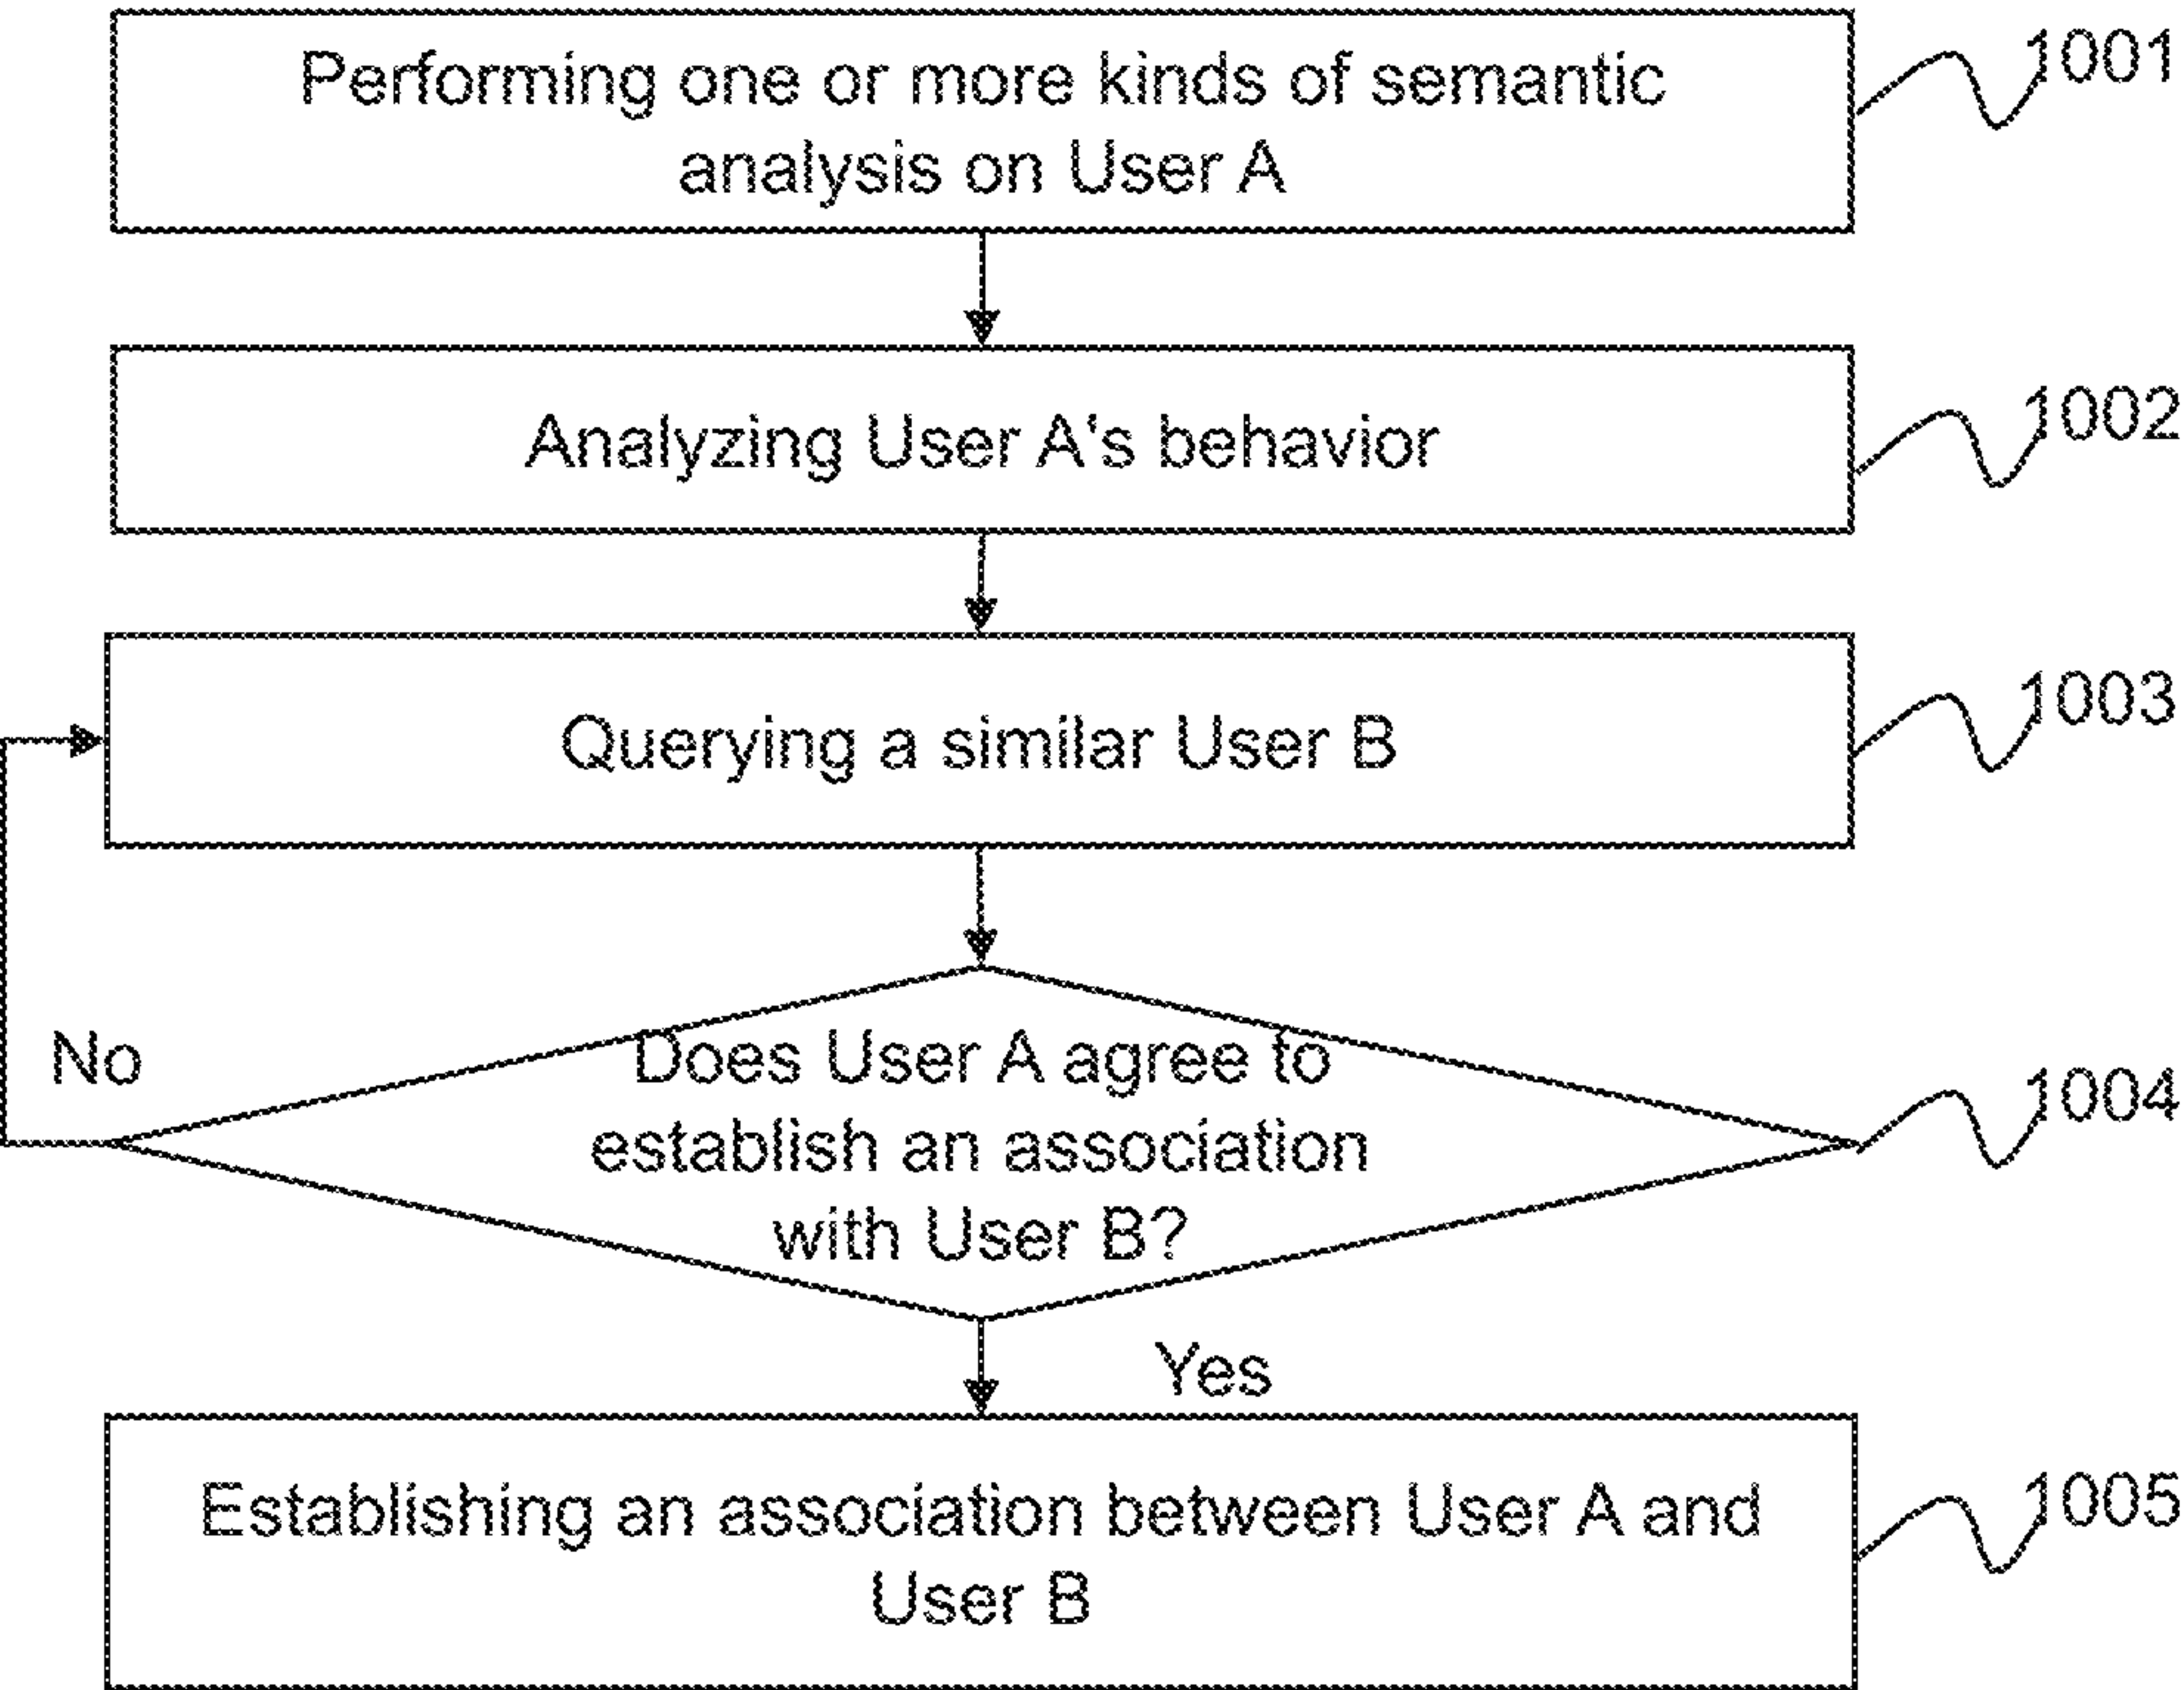 Performing one or more kinds of semantic
analysis on User A
1001
Analyzing User A's behavior
1002
Querying a similar User B
1003
No
Does User A agree to
establish an association
with User B?
1004
Yes
Establishing an association between User A and
User B
1005